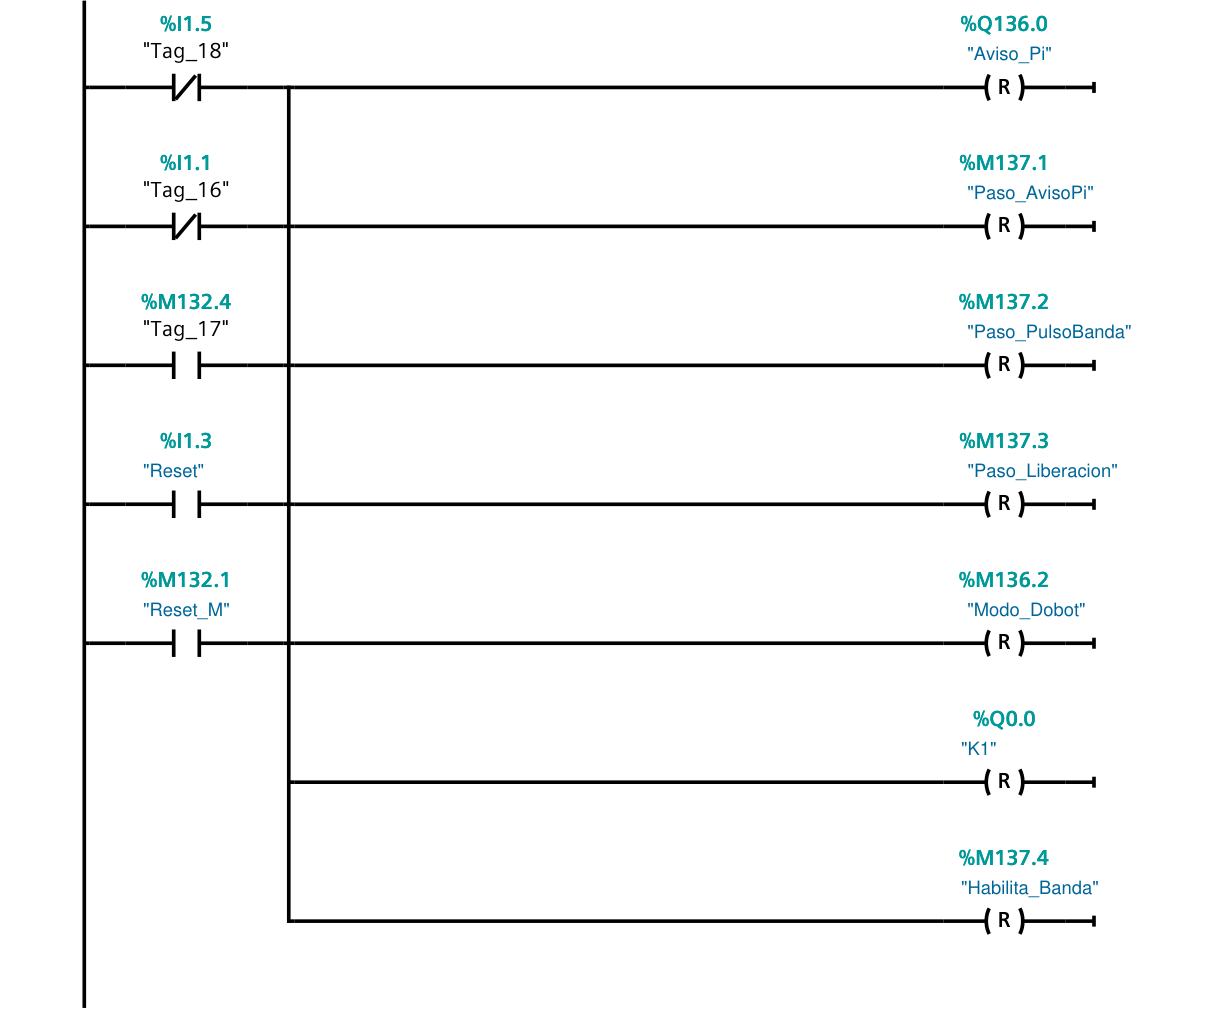 %I1.5
"Tag_18"
%Q136.0
"Aviso_Pi"
R
%I1.1
"Tag_16"
%M137.1
"Paso_AvisoPi"
R
%M132.4
"Tag_17"
%M137.2
"Paso_PulsoBanda"
R
%I1.3
"Reset"
%M137.3
"Paso_Liberacion"
R
%M132.1
"Reset_M"
%M136.2
"Modo_Dobot"
R
%Q0.0
"K1"
R
%M137.4
"Habilita_Banda"
R